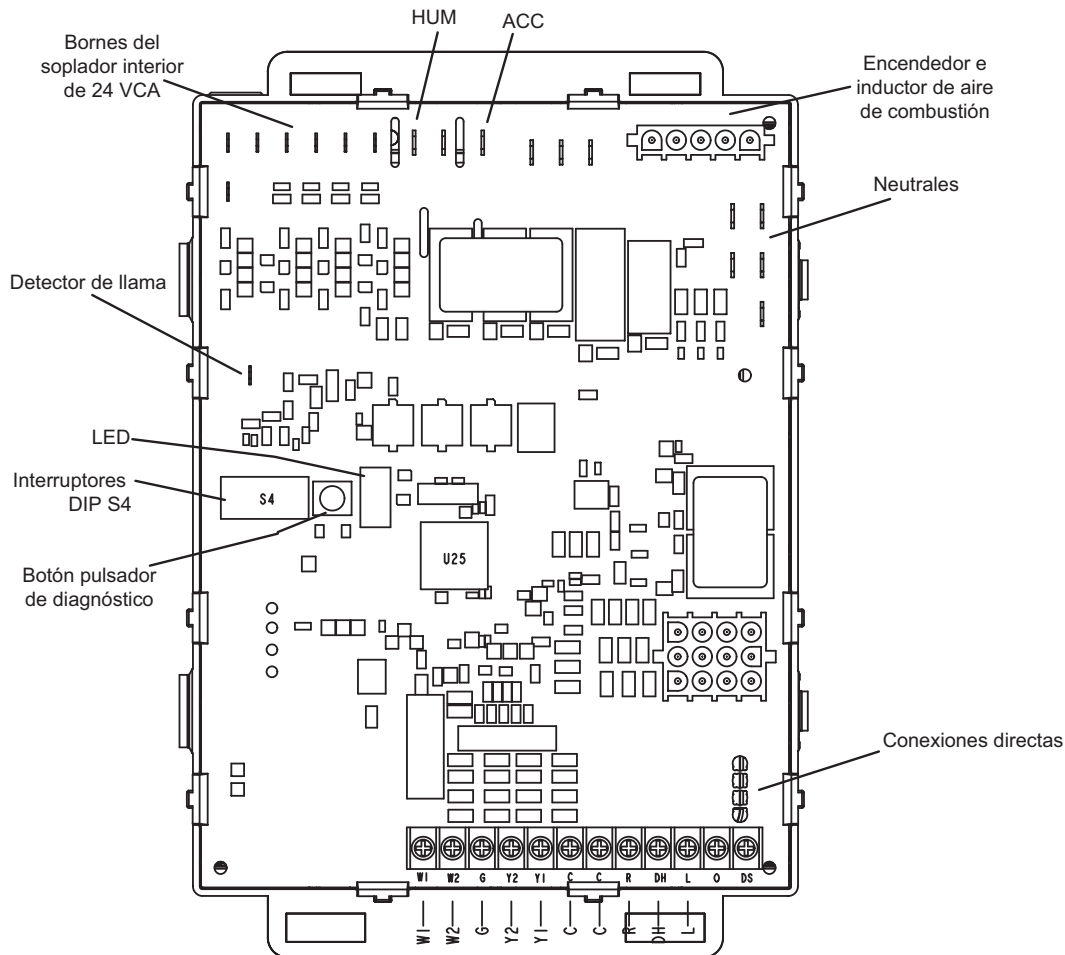 HUM
ACC
Bornes del
soplador interior
de 24 VCA
Encendedor e
inductor de aire
de combustión
Neutrales
Detector de llama
LED
Interruptores
DIP S4
S4
U25
Botón pulsador
de diagnóstico
Conexiones directas
W1 W2 G Y2 Y1 C C R DH L O DS
W1 W2 G Y2 Y1 C C R DH L